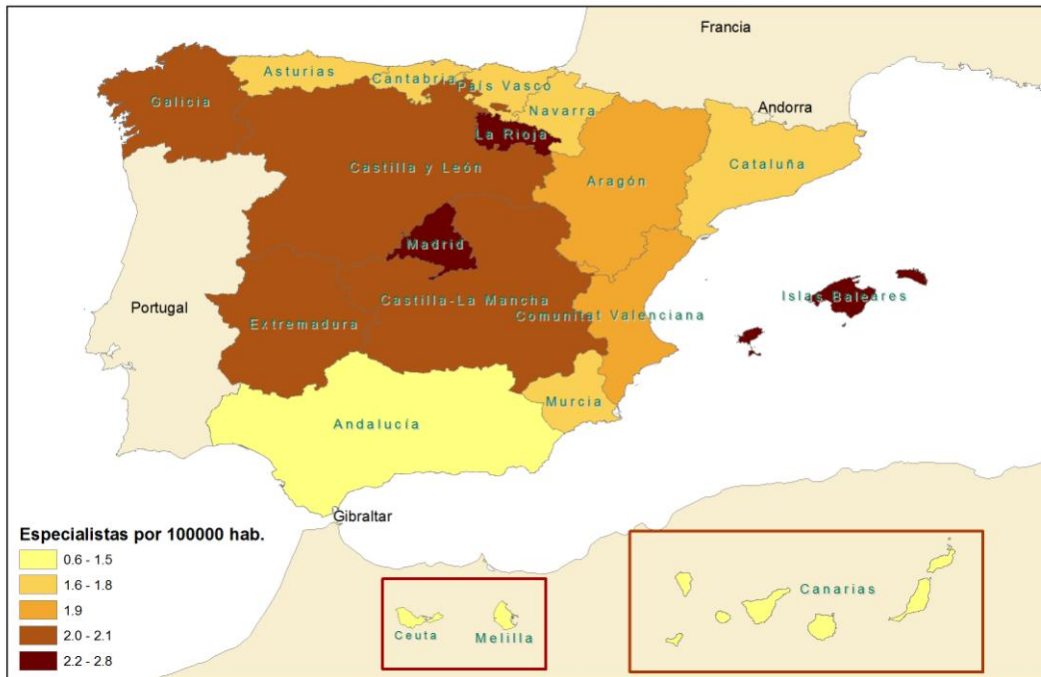 Francia
Andorra
Asturias
Cantabria
País Vasco
Navarra
Galicia
La Rioja
Castilla y León
Aragón
Cataluña
Madrid
Portugal
Castilla-La Mancha
Islas Baleares
Extremadura
Comunitat Valenciana
Murcia
Andalucía
Gibraltar
Especialistas por 100000 hab.
0.6 - 1.5
1.6 - 1.8
1.9
2.0 - 2.1
2.2 - 2.8
Ceuta
Melilla
Canarias